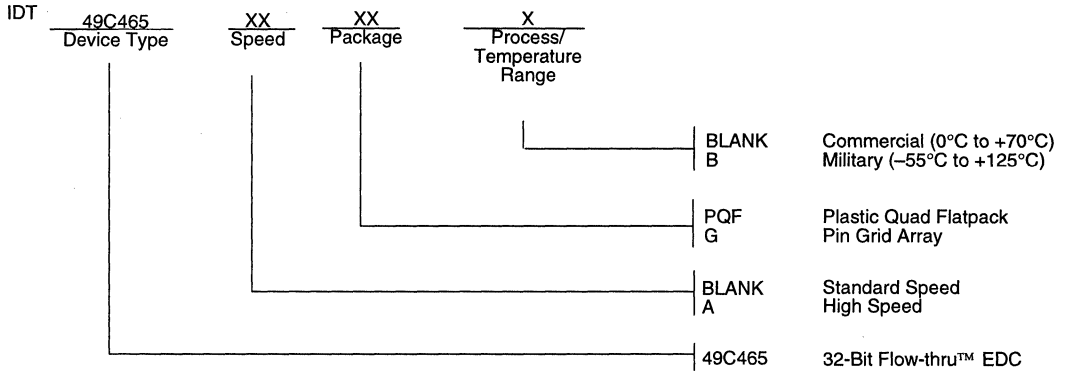 IDT 49C465 XX XX X
Device Type Speed Package Process/
Temperature
Range
BLANK Commercial (0°C to +70°C)
B Military (–55°C to +125°C)
PQF Plastic Quad Flatpack
G Pin Grid Array
BLANK Standard Speed
A High Speed
49C465 32-Bit Flow-thru™ EDC